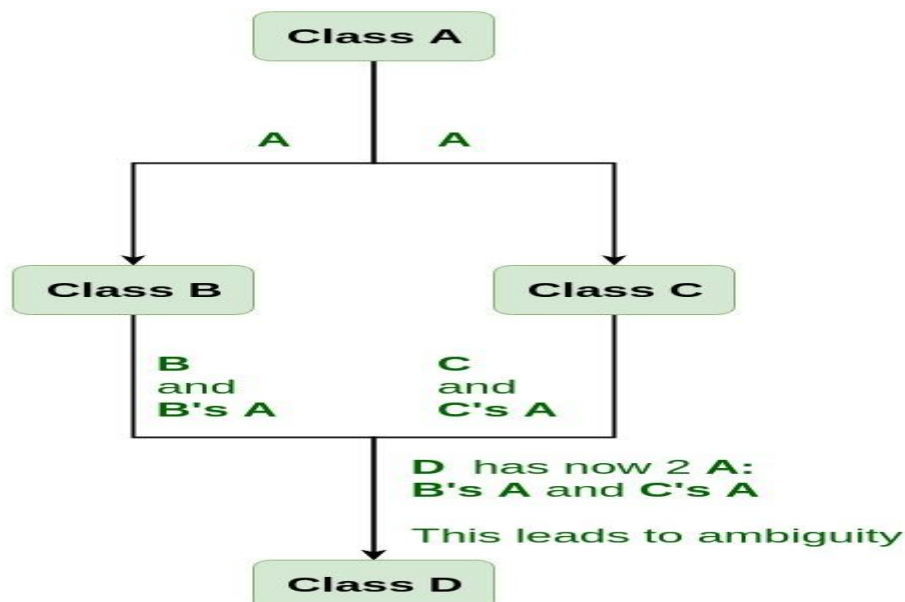 Class A
A
A
Class B
Class C
B
and
B's A
C
and
C's A
D has now 2 A:
B's A and C's A
This leads to ambiguity
Class D